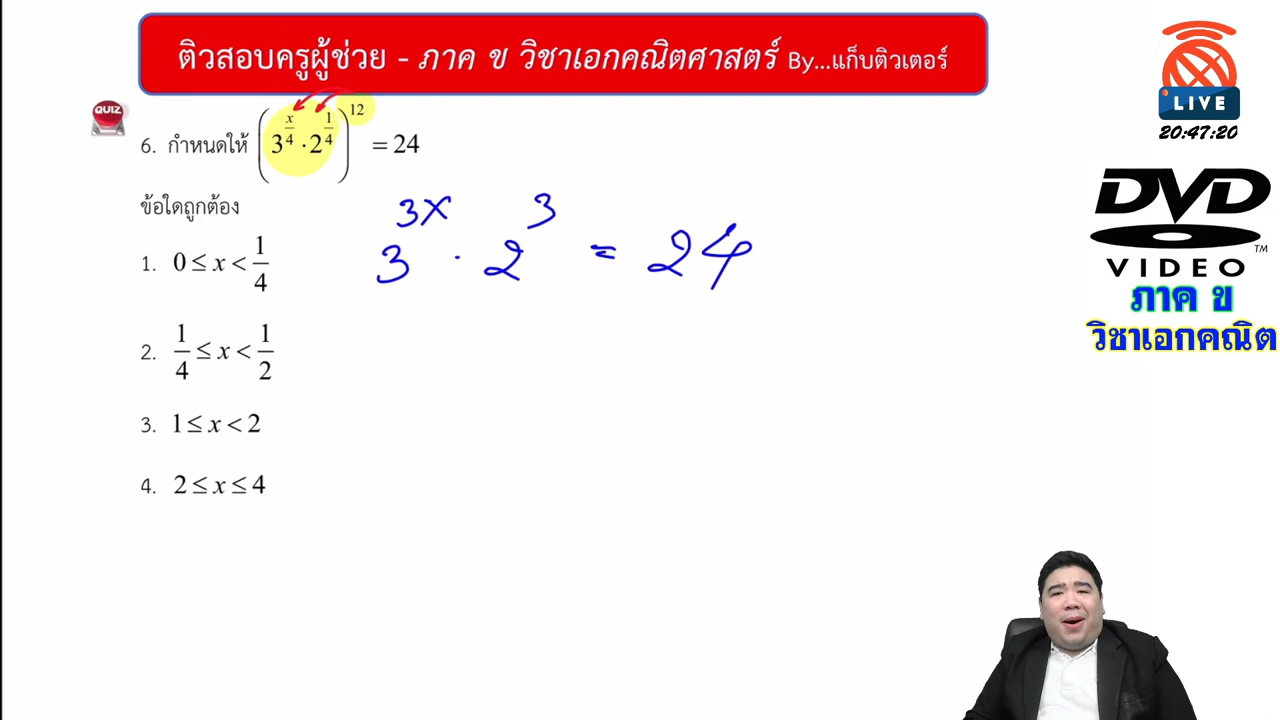 ติวสอบครูผู้ช่วย - ภาค ข วิชาเอกคณิตศาสตร์ By...แก็บติวเตอร์
LIVE
20:47:20
QUIZ
6. กำหนดให้ (3^{x/4} · 2^{1/4})^{12} = 24
ข้อใดถูกต้อง
3^{3x} · 2^3 = 24
1. 0 ≤ x < 1/4
2. 1/4 ≤ x < 1/2
3. 1 ≤ x < 2
4. 2 ≤ x ≤ 4
DVD
TM
VIDEO
ภาค ข
วิชาเอกคณิต